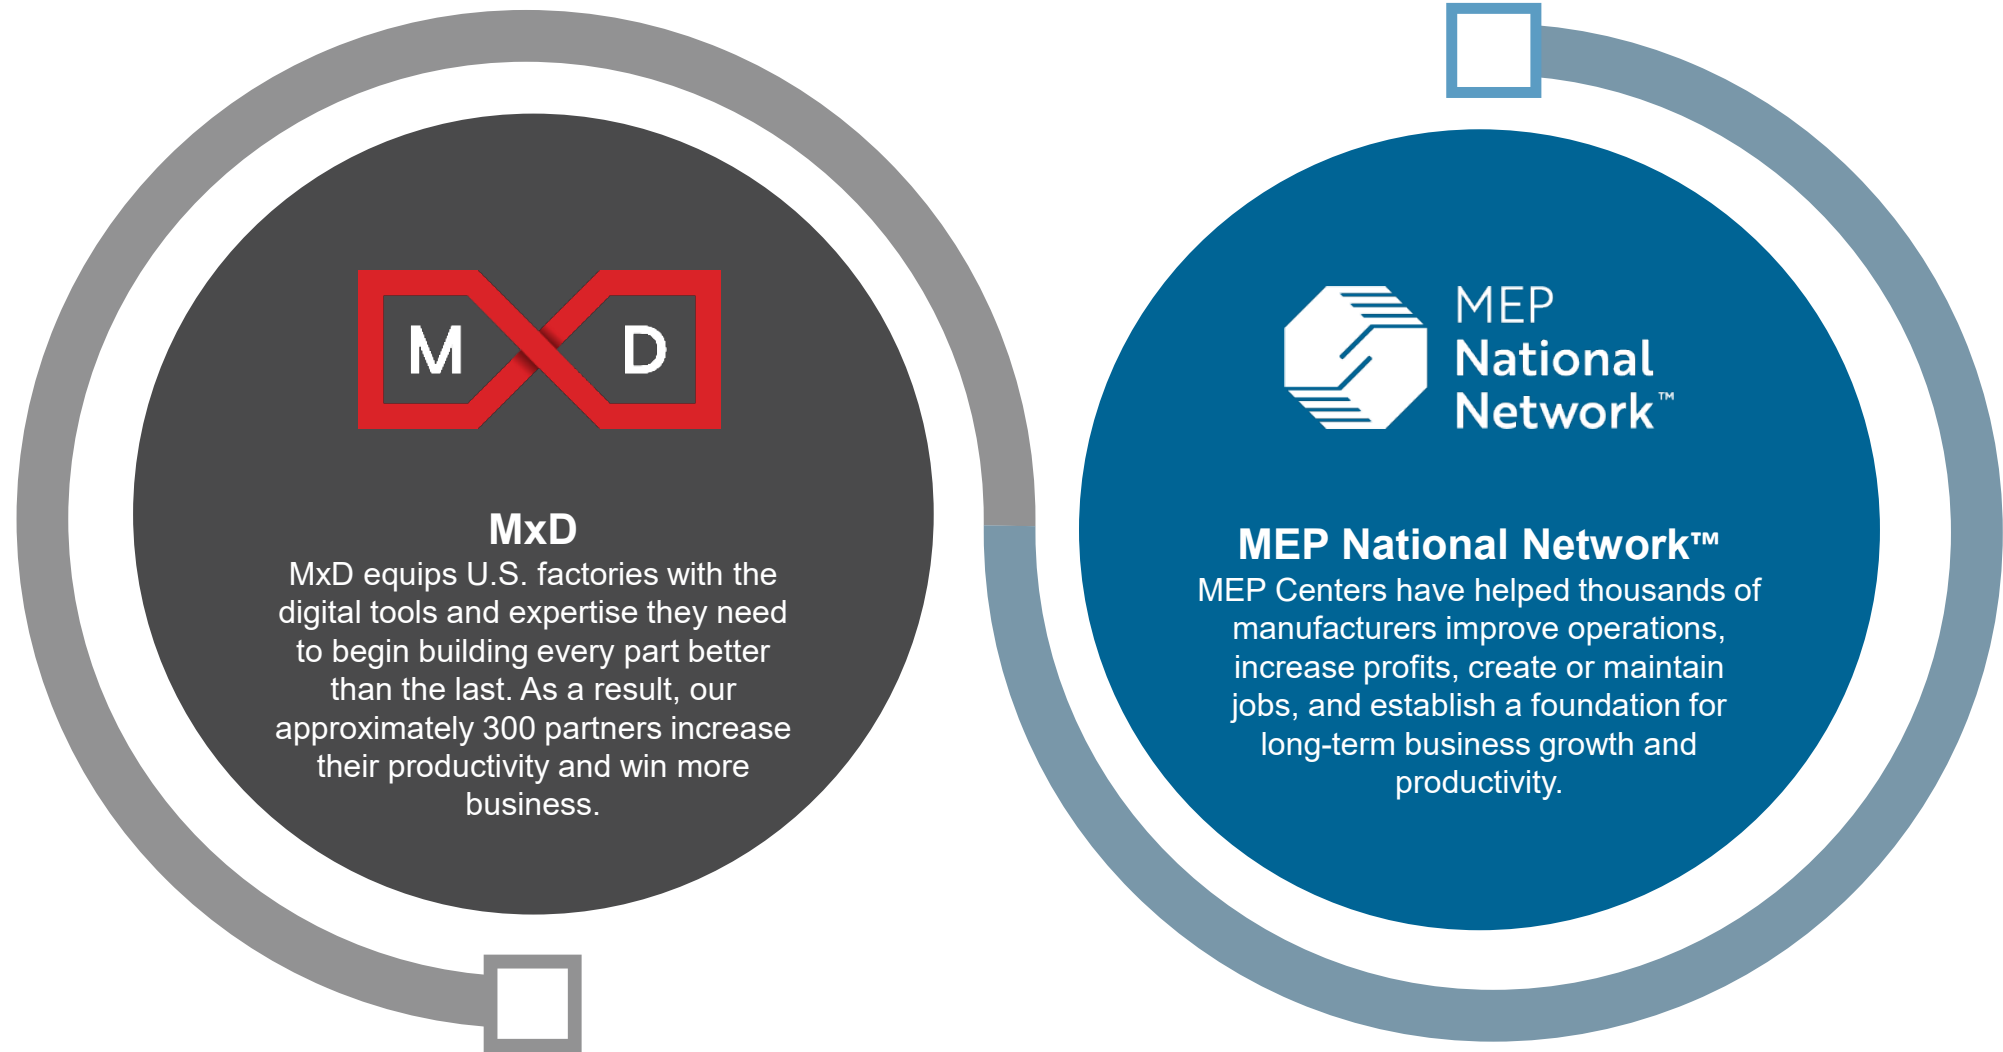 M D
MxD
MxD equips U.S. factories with the
digital tools and expertise they need
to begin building every part better
than the last. As a result, our
approximately 300 partners increase
their productivity and win more
business.
MEP
National
Network™
MEP National Network™
MEP Centers have helped thousands of
manufacturers improve operations,
increase profits, create or maintain
jobs, and establish a foundation for
long-term business growth and
productivity.